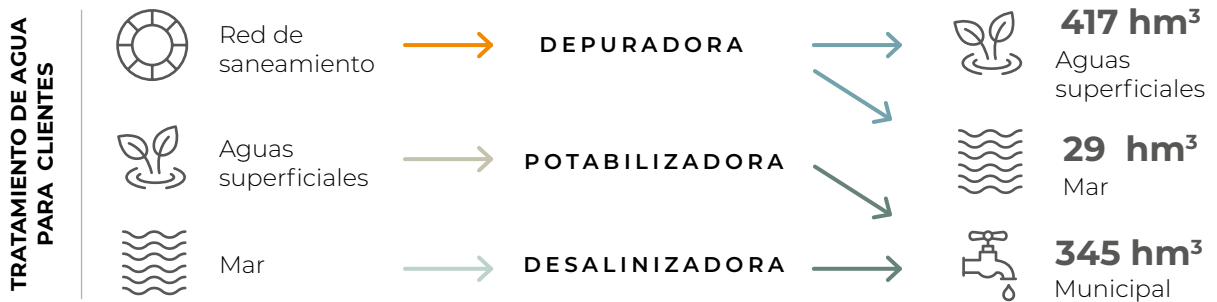 TRATAMIENTO DE AGUA
PARA CLIENTES
Red de
saneamiento
DEPURADORA
417 hm³
Aguas
superficiales
Aguas
superficiales
POTABILIZADORA
29 hm³
Mar
Mar
DESALINIZADORA
345 hm³
Municipal